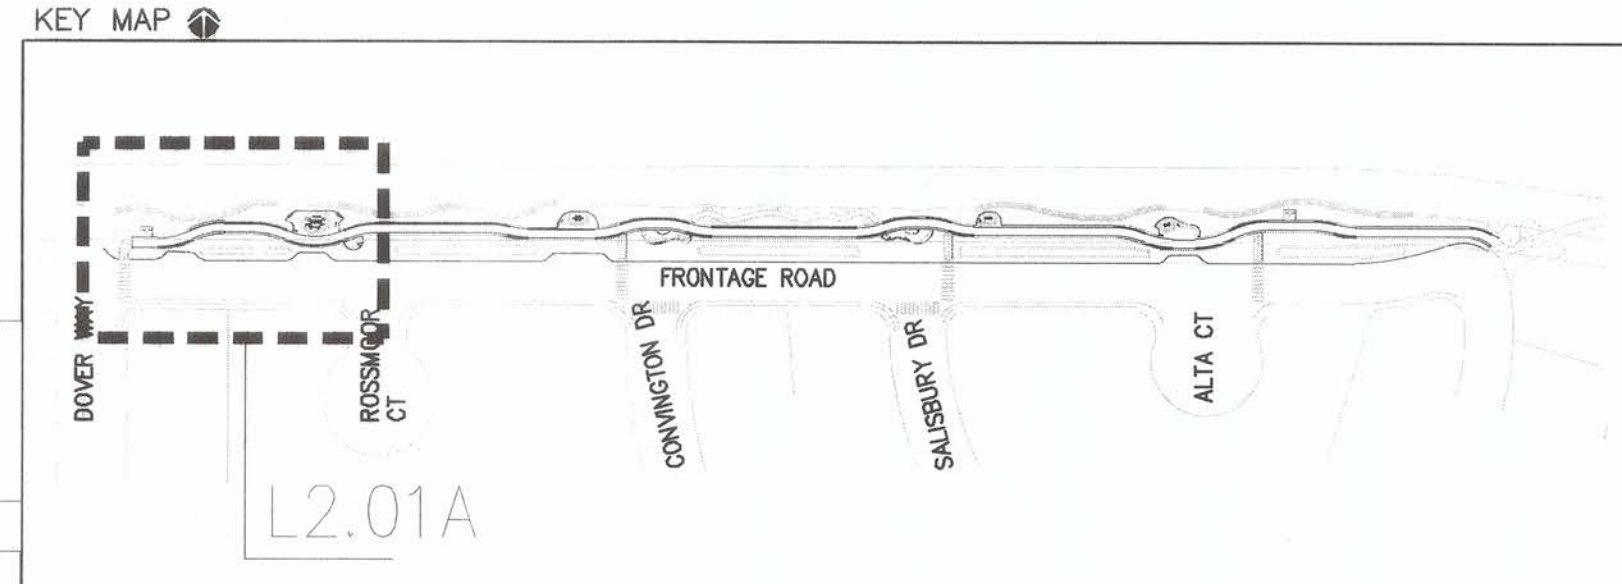 KEY MAP
FRONTAGE ROAD
DOVER WAY
ROSSMOOR
CT
CONVINGTON DR
SALISBURY DR
ALTA CT
L2.01A